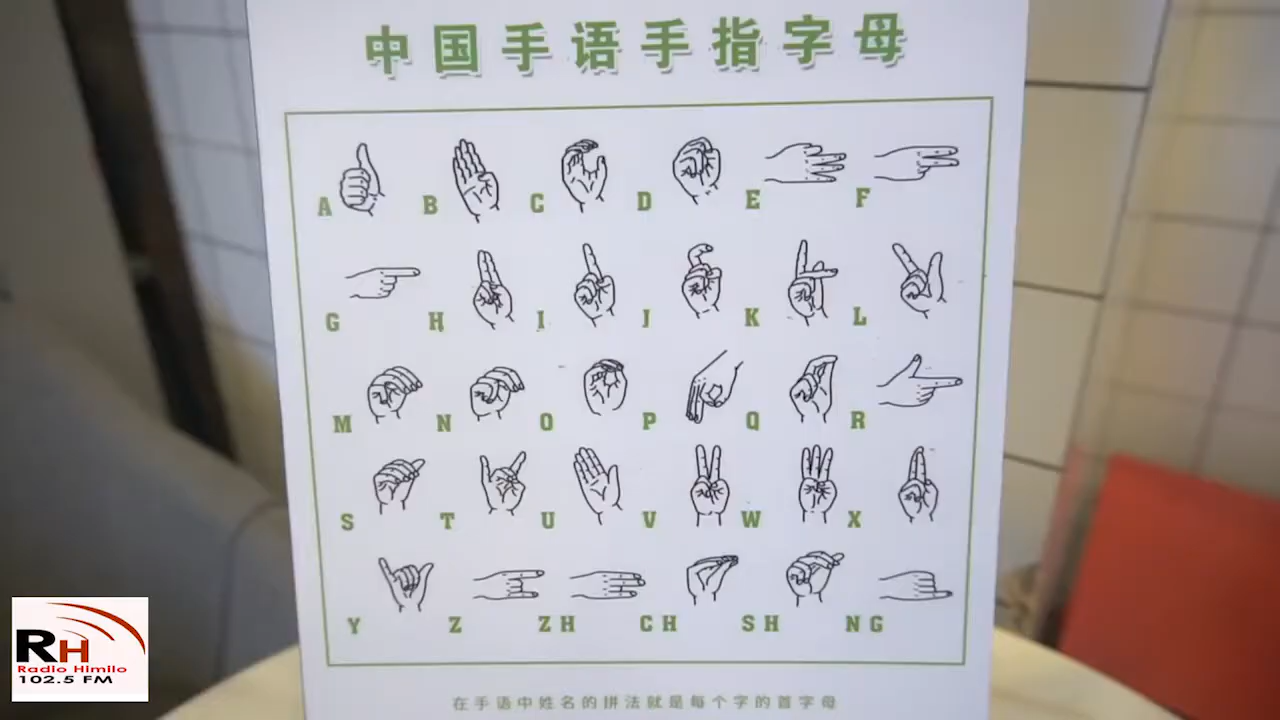 中国手语手指字母
A B C D E F
G H I J K L
M N O P Q R
S T U V W X
Y Z ZH CH SH NG
在手语中姓名的拼法就是每个字的首字母
RH
Radio Himilo
102.5 FM